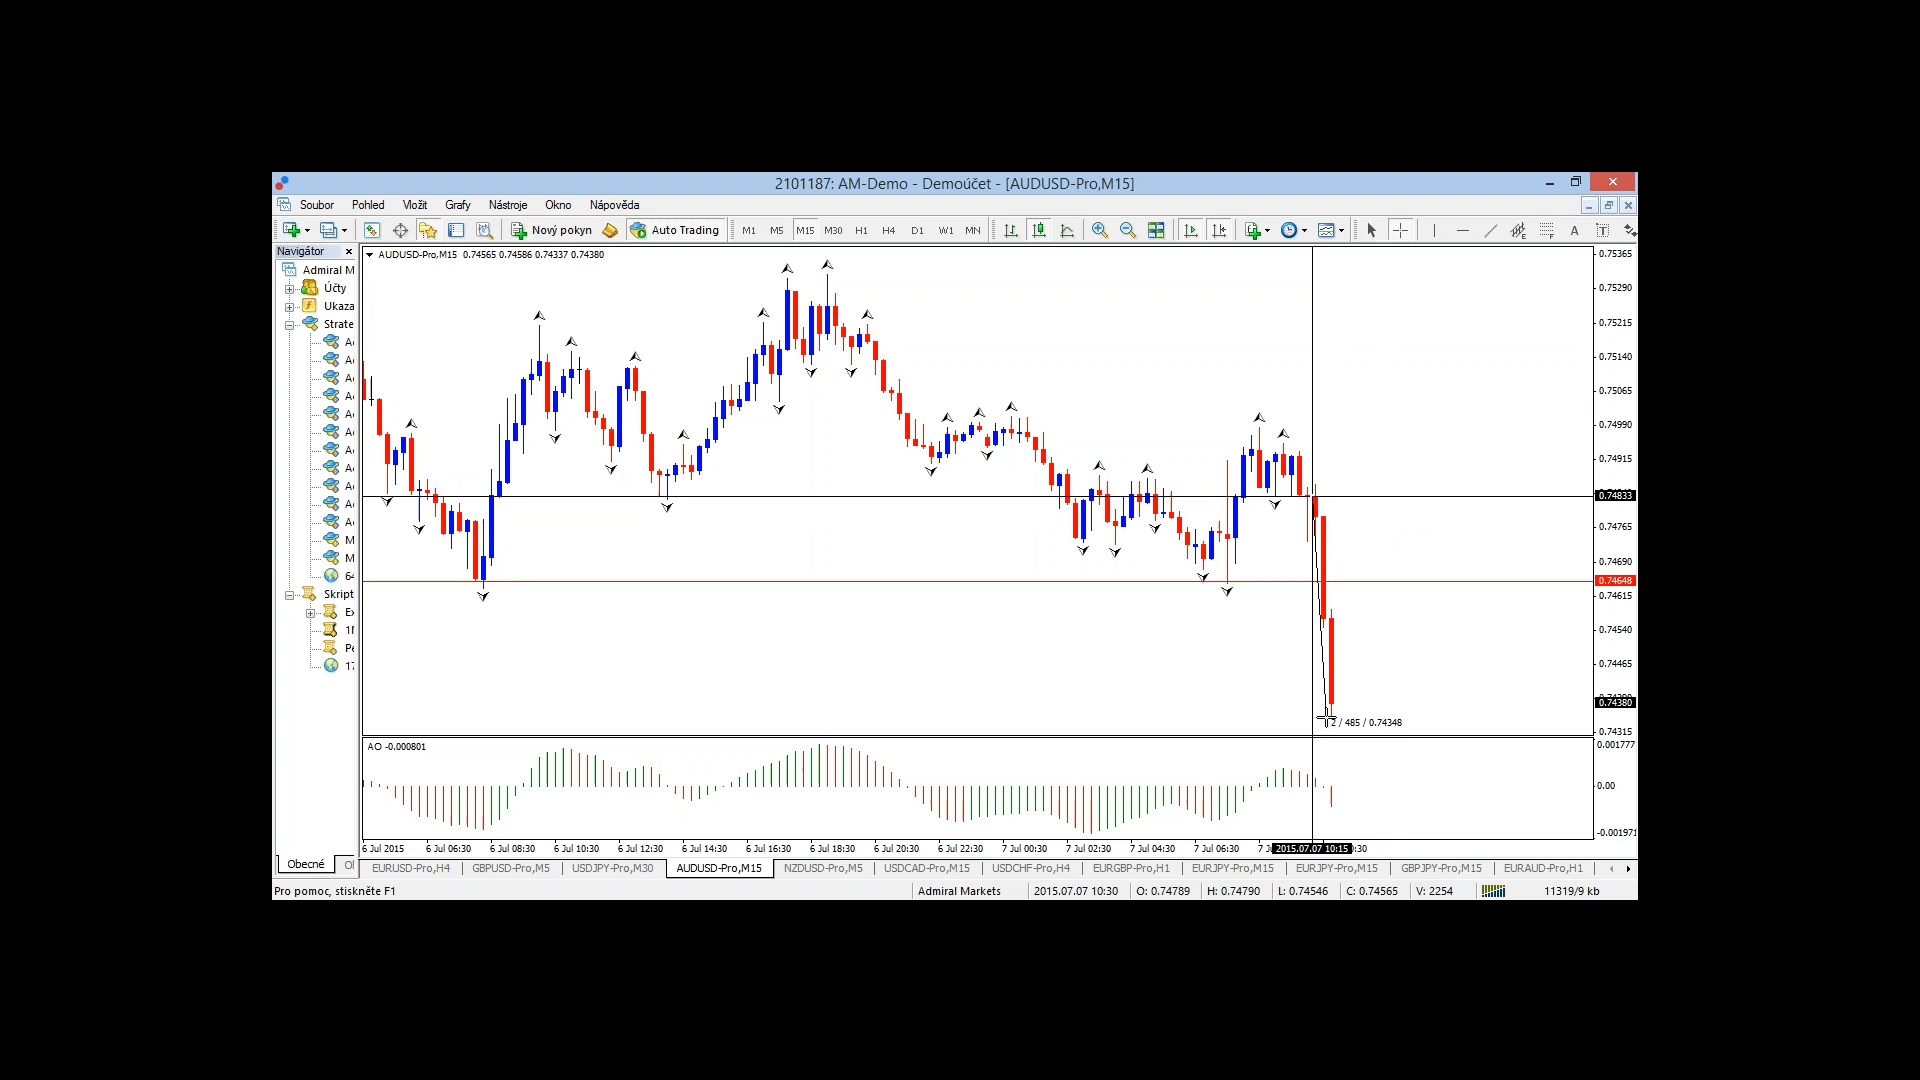 2101187: AM-Demo - Demoúčet - [AUDUSD-Pro,M15]
Soubor Pohled Vložit Grafy Nástroje Okno Nápověda
Nový pokyn Auto Trading M1 M5 M15 M30 H1 H4 D1 W1 MN
Navigátor
Admiral M
Účty
Ukaza
Strate
Skript
Obecné
AUDUSD-Pro,M15 0.74565 0.74586 0.74337 0.74380
0.75365
0.75290
0.75215
0.75140
0.75065
0.74990
0.74915
0.74833
0.74765
0.74690
0.74648
0.74615
0.74540
0.74465
0.74380
0.74315
2 / 485 / 0.74348
AO -0.000801
0.001777
0.00
-0.001971
6 Jul 2015 6 Jul 06:30 6 Jul 08:30 6 Jul 10:30 6 Jul 12:30 6 Jul 14:30 6 Jul 16:30 6 Jul 18:30 6 Jul 20:30 6 Jul 22:30 7 Jul 00:30 7 Jul 02:30 7 Jul 04:30 7 Jul 06:30 2015.07.07 10:15
EURUSD-Pro,H4 GBPUSD-Pro,M5 USDJPY-Pro,M30 AUDUSD-Pro,M15 NZDUSD-Pro,M5 USDCAD-Pro,M15 USDCHF-Pro,H4 EURGBP-Pro,H1 EURJPY-Pro,M15 EURJPY-Pro,M15 GBPJPY-Pro,M15 EURAUD-Pro,H1
Pro pomoc, stiskněte F1 Admiral Markets 2015.07.07 10:30 O: 0.74789 H: 0.74790 L: 0.74546 C: 0.74565 V: 2254 11319/9 kb